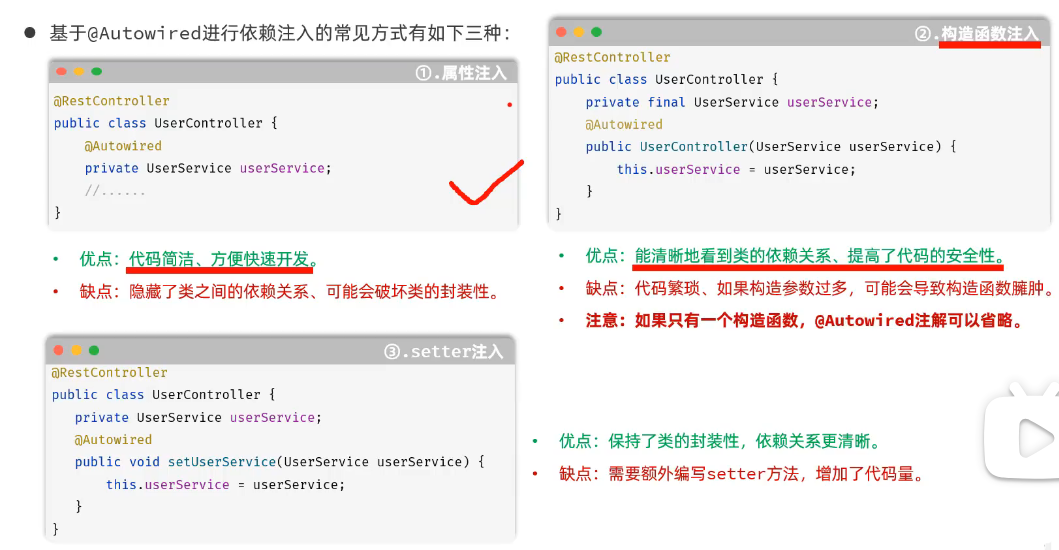 ● 基于@Autowired进行依赖注入的常见方式有如下三种：
①.属性注入
@RestController
public class UserController {
@Autowired
private UserService userService;
//......
}
• 优点：代码简洁、方便快速开发。
• 缺点：隐藏了类之间的依赖关系、可能会破坏类的封装性。
②.构造函数注入
@RestController
public class UserController {
private final UserService userService;
@Autowired
public UserController(UserService userService) {
this.userService = userService;
}
}
• 优点：能清晰地看到类的依赖关系、提高了代码的安全性。
• 缺点：代码繁琐、如果构造参数过多，可能会导致构造函数臃肿。
• 注意：如果只有一个构造函数，@Autowired注解可以省略。
③.setter注入
@RestController
public class UserController {
private UserService userService;
@Autowired
public void setUserService(UserService userService) {
this.userService = userService;
}
}
• 优点：保持了类的封装性，依赖关系更清晰。
• 缺点：需要额外编写setter方法，增加了代码量。